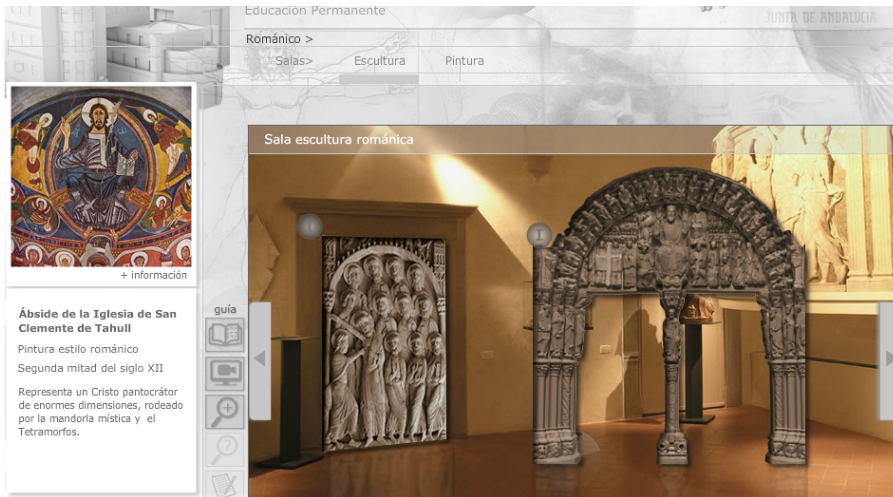 Educación Permanente
JUNTA DE ANDALUCIA
Románico >
Salas>
Escultura
Pintura
Sala escultura románica
+ información
Ábside de la Iglesia de San
Clemente de Tahull
Pintura estilo románico
Segunda mitad del siglo XII
Representa un Cristo pantocrátor
de enormes dimensiones, rodeado
por la mandorla mística y el
Tetramorfos.
guía
I